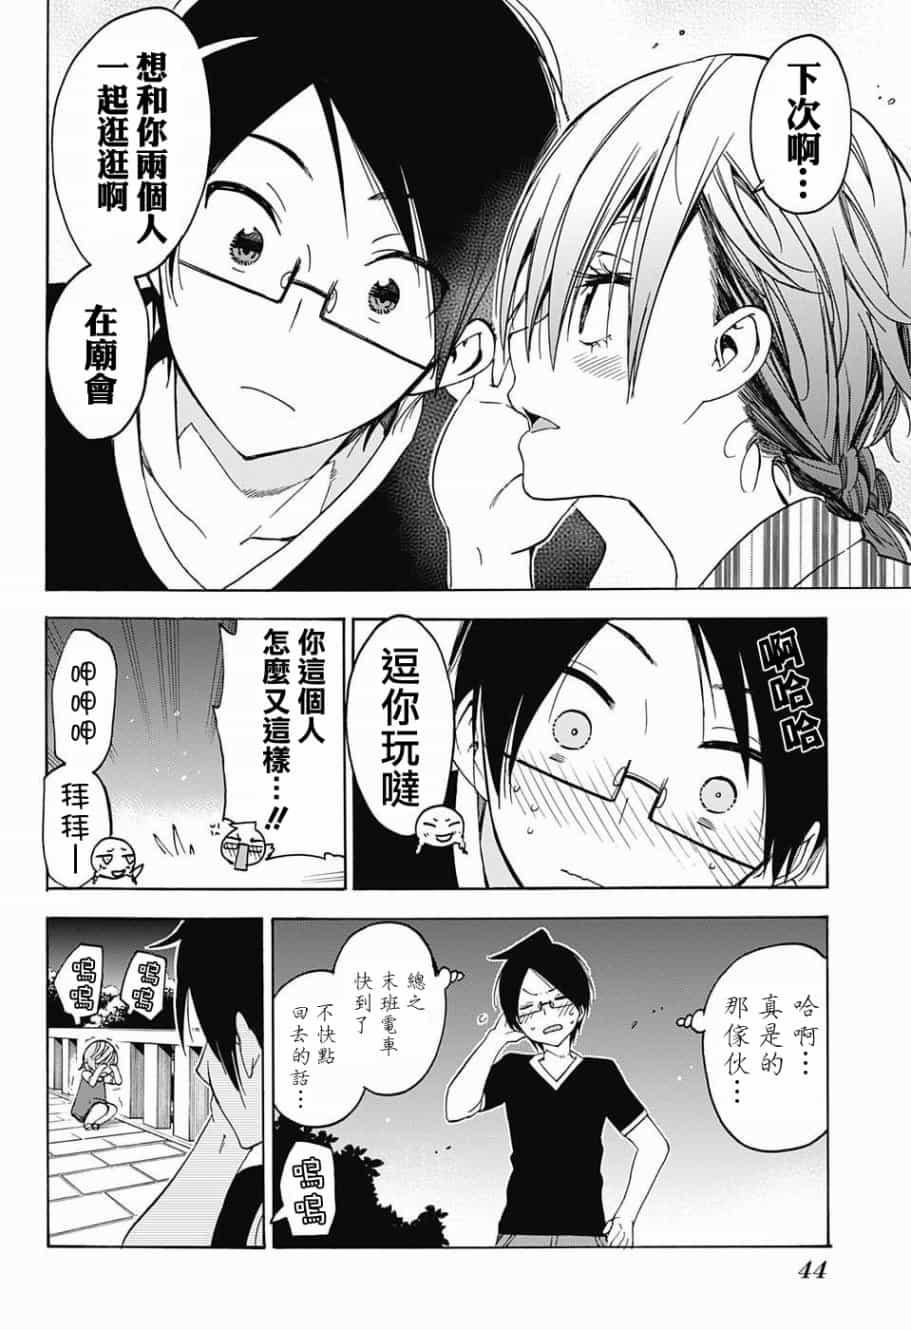 下次啊…
想和你兩個人
一起逛逛啊
在廟會
啊哈哈
逗你玩噠
你這個人
怎麼又這樣…!!
呷呷呷
拜拜ー
哈啊…
真是的
那傢伙…
總之
末班電車
快到了
不快點
回去的話…
嗚嗚
嗚嗚
嗚嗚
44